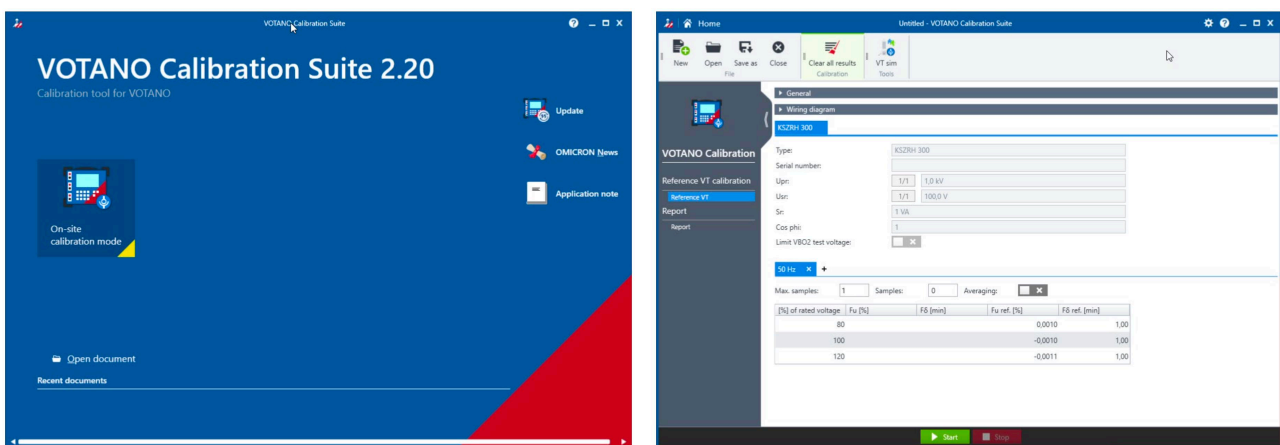 VOTANO Calibration Suite
VOTANO Calibration Suite 2.20
Calibration tool for VOTANO
Update
OMICRON News
Application note
On-site
calibration mode
Open document
Recent documents
Home
Untitled - VOTANO Calibration Suite
New
Open
Save as
Close
Clear all results
VT sim
File
Calibration
Tools
General
Wiring diagram
KSZRH 300
VOTANO Calibration
Reference VT calibration
Reference VT
Report
Report
Type: KSZRH 300
Serial number:
Upr: 1/1 1,0 kV
Usr: 1/1 100,0 V
Sr: 1 VA
Cos phi: 1
Limit VBO2 test voltage:
50 Hz
Max. samples: 1 Samples: 0 Averaging:
[%] of rated voltage Fu [%] Fδ [min] Fu ref. [%] Fδ ref. [min]
80 0,0010 1,00
100 -0,0010 1,00
120 -0,0011 1,00
Start
Stop